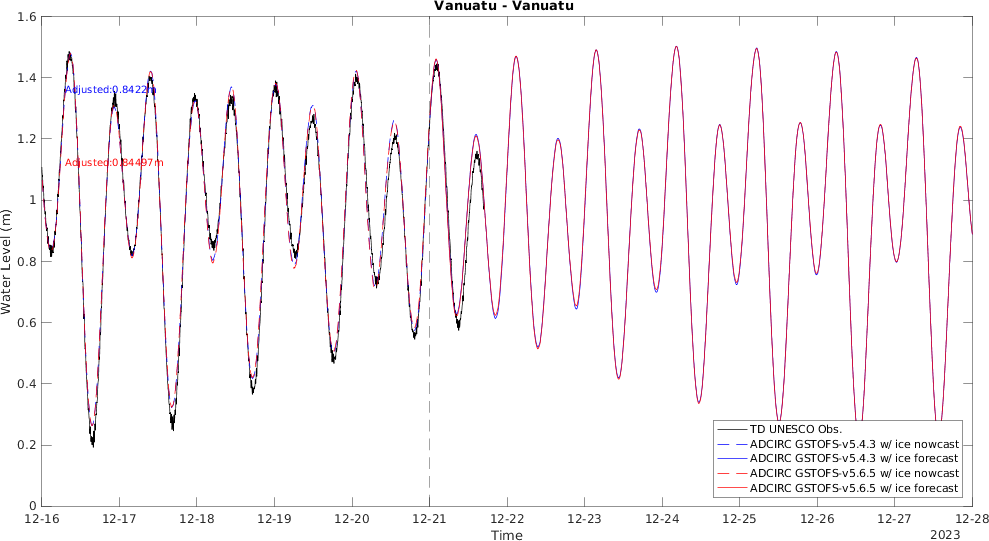 Vanuatu - Vanuatu
1.6
1.4
1.2
1
0.8
0.6
0.4
0.2
0
Water Level (m)
Adjusted:0.8422m
Adjusted:0.84497m
TD UNESCO Obs.
ADCIRC GSTOFS-v5.4.3 w/ ice nowcast
ADCIRC GSTOFS-v5.4.3 w/ ice forecast
ADCIRC GSTOFS-v5.6.5 w/ ice nowcast
ADCIRC GSTOFS-v5.6.5 w/ ice forecast
12-16 12-17 12-18 12-19 12-20 12-21 12-22 12-23 12-24 12-25 12-26 12-27 12-28
Time
2023